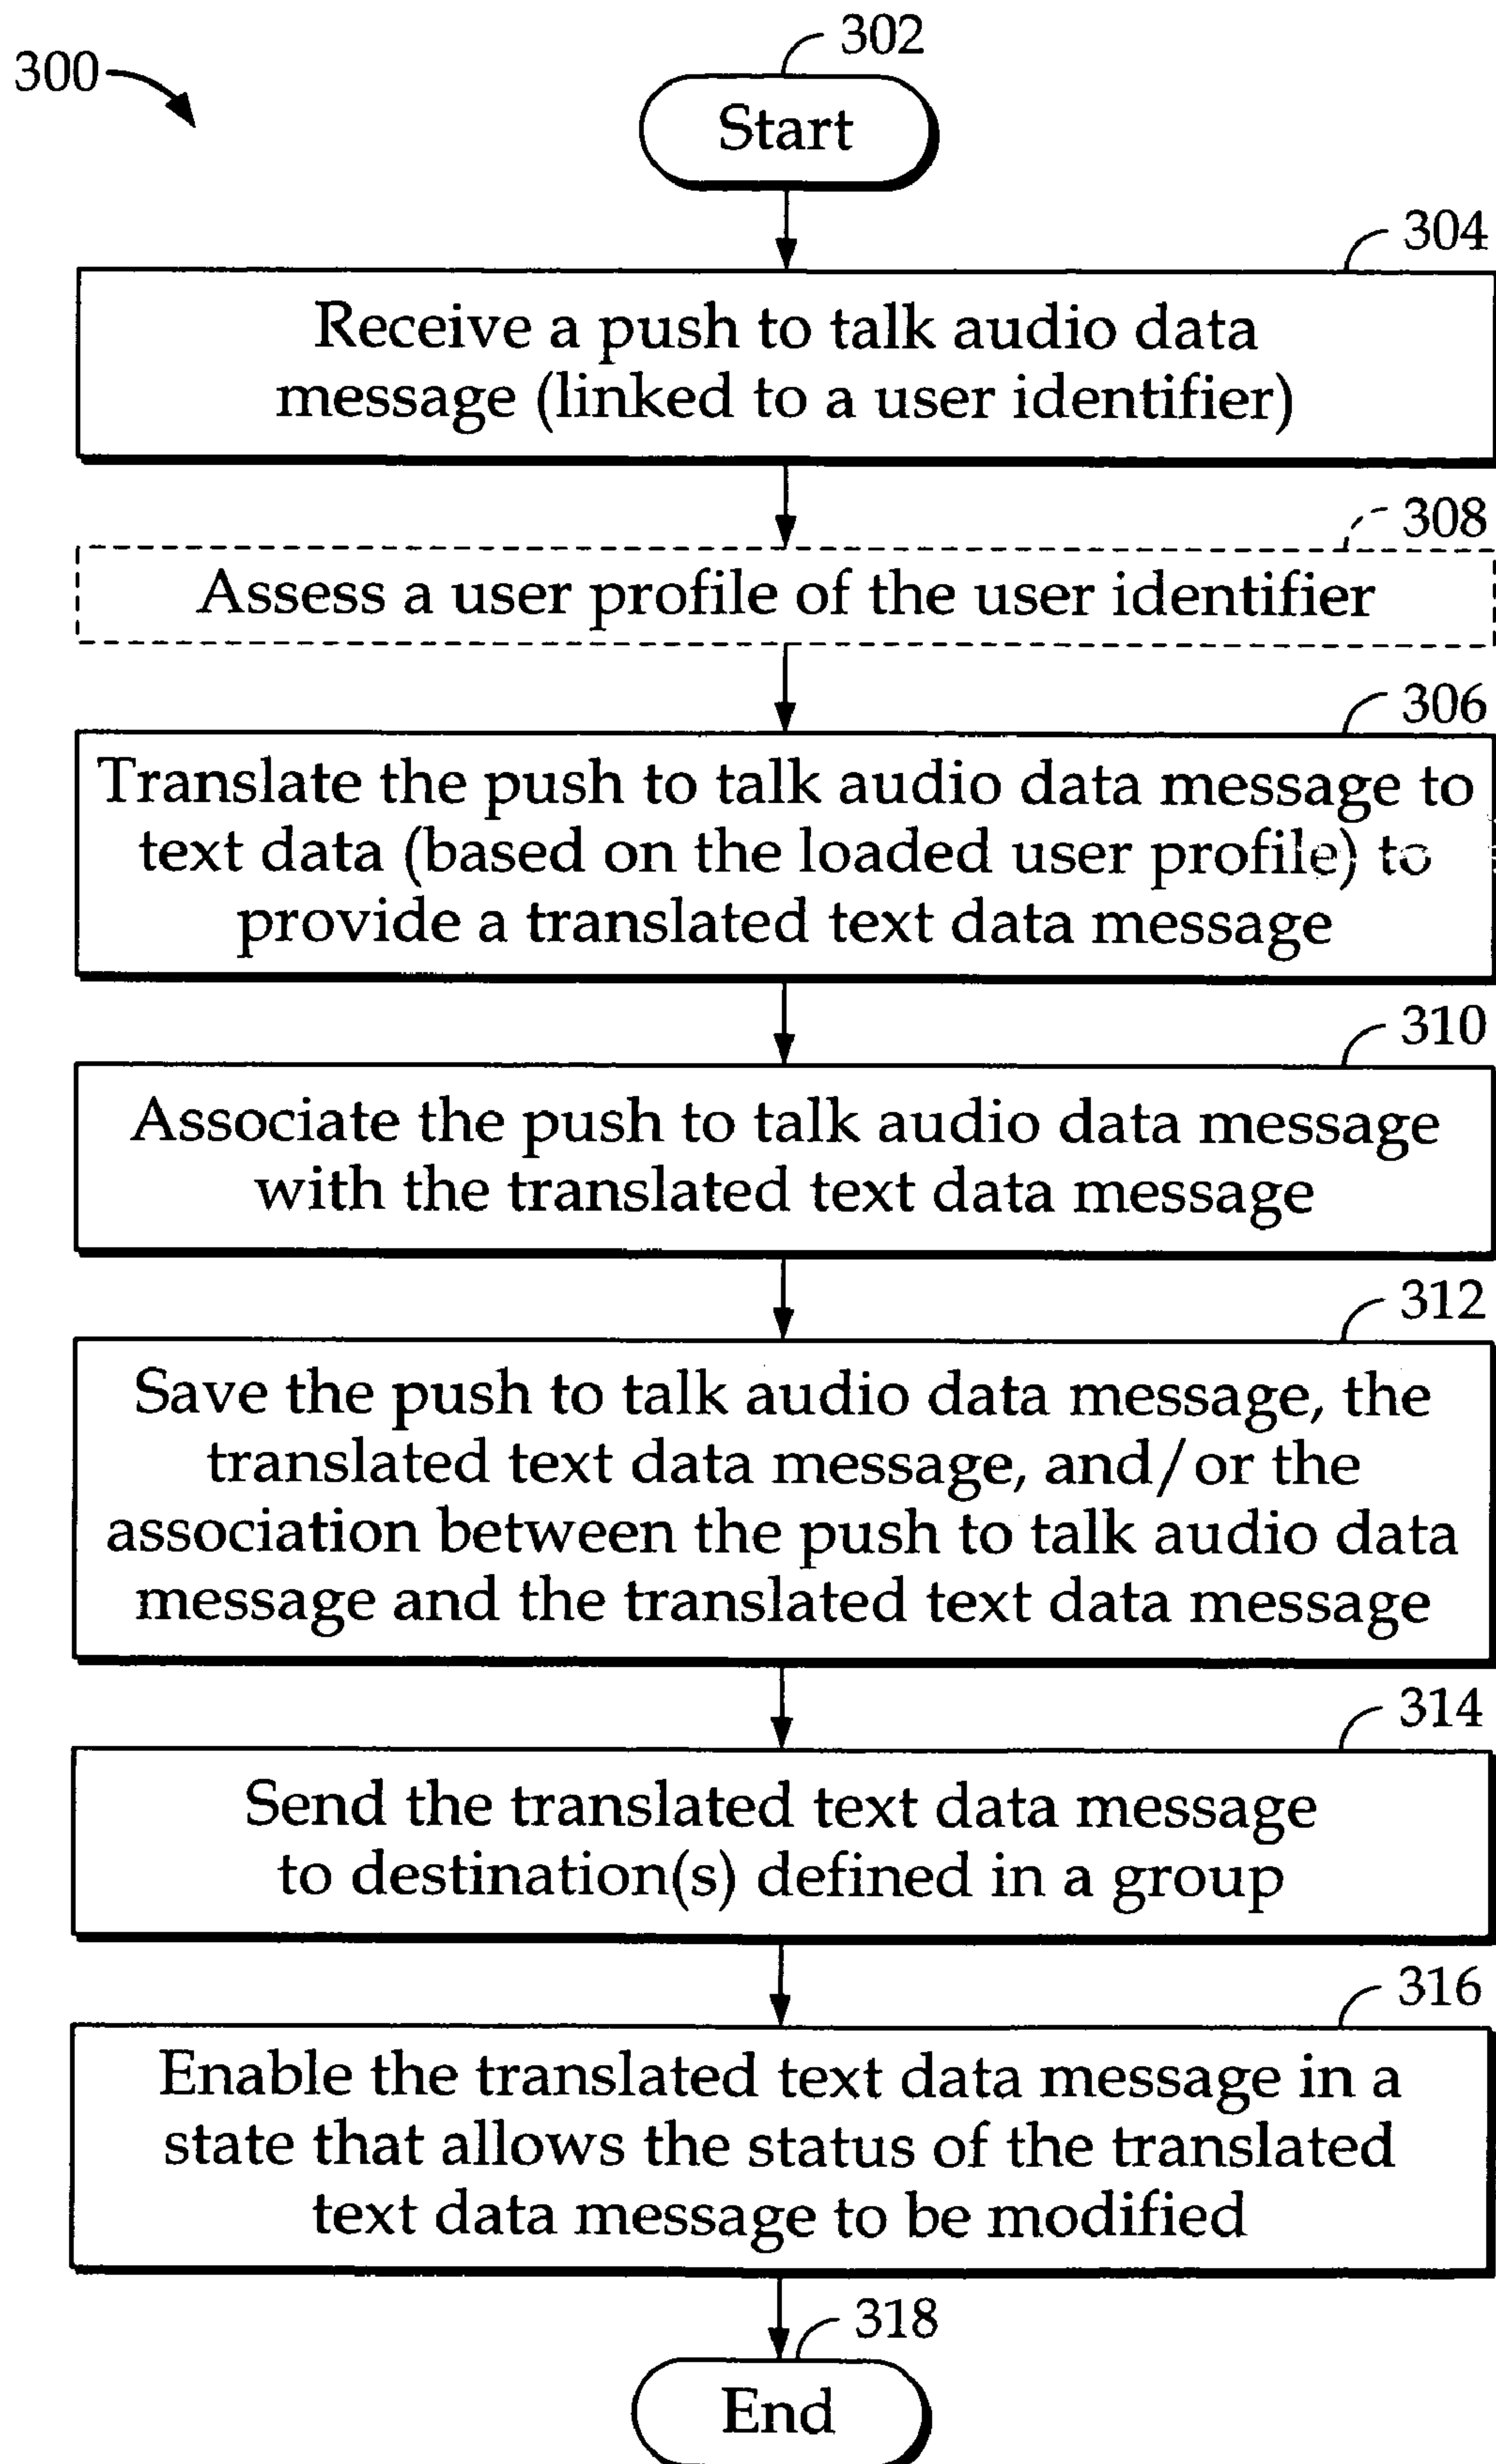 302
300
Start
304
Receive a push to talk audio data
message (linked to a user identifier)
308
Assess a user profile of the user identifier
306
Translate the push to talk audio data message to
text data (based on the loaded user profile) to
provide a translated text data message
310
Associate the push to talk audio data message
with the translated text data message
312
Save the push to talk audio data message, the
translated text data message, and/or the
association between the push to talk audio data
message and the translated text data message
314
Send the translated text data message
to destination(s) defined in a group
316
Enable the translated text data message in a
state that allows the status of the translated
text data message to be modified
318
End